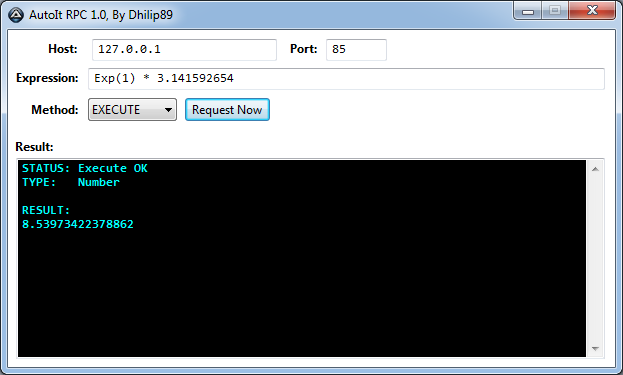 AutoIt RPC 1.0, By Dhilip89
Host: 127.0.0.1 Port: 85
Expression: Exp(1) * 3.141592654
Method: EXECUTE Request Now
Result:
STATUS: Execute OK
TYPE: Number
RESULT:
8.53973422378862